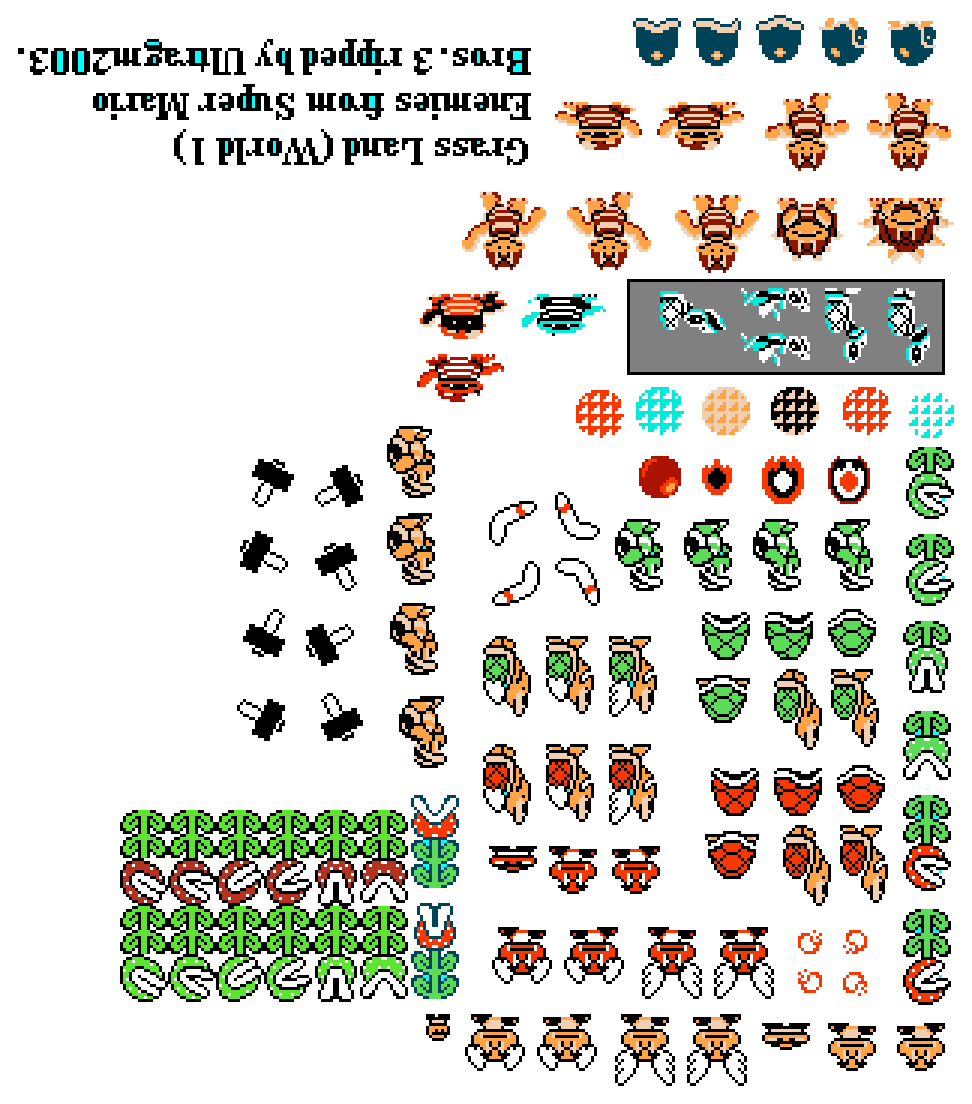 Grass Land (World 1)
Enemies from Super Mario
Bros. 3 ripped by Ultragm2003.